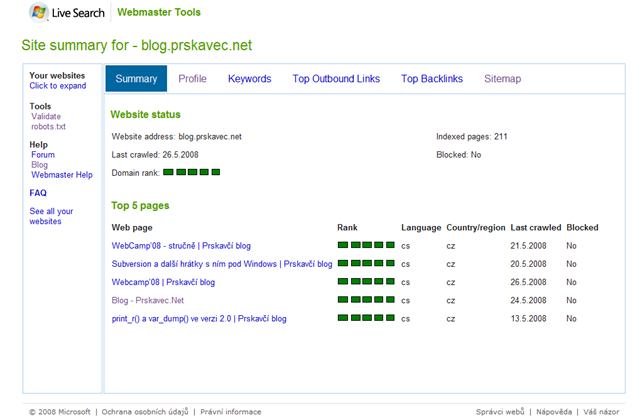 Live Search Webmaster Tools
Site summary for - blog.prskavec.net
Your websites
Click to expand
Tools
Validate
robots.txt
Help
Forum
Blog
Webmaster Help
FAQ
See all your
websites
Summary Profile Keywords Top Outbound Links Top Backlinks Sitemap
Website status
Website address: blog.prskavec.net Indexed pages: 211
Last crawled: 26.5.2008 Blocked: No
Domain rank:
Top 5 pages
Web page Rank Language Country/region Last crawled Blocked
WebCamp'08 - stručně | Prskavčí blog cs cz 21.5.2008 No
Subversion a další hrátky s ním pod Windows | Prskavčí blog cs cz 20.5.2008 No
Webcamp'08 | Prskavčí blog cs cz 26.5.2008 No
Blog - Prskavec.Net cs cz 24.5.2008 No
print_r() a var_dump() ve verzi 2.0 | Prskavčí blog cs cz 13.5.2008 No
© 2008 Microsoft | Ochrana osobních údajů | Právní informace Správci webů | Nápověda | Váš názor